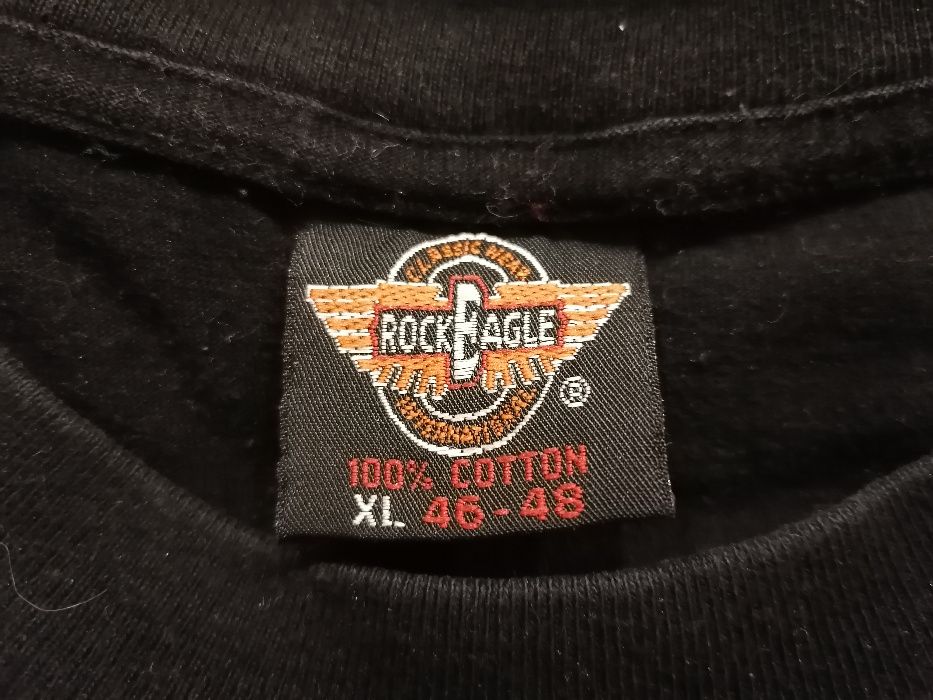 CLASSIC WEAR
ROCK EAGLE
INTERNATIONAL
®
100% COTTON
XL 46-48